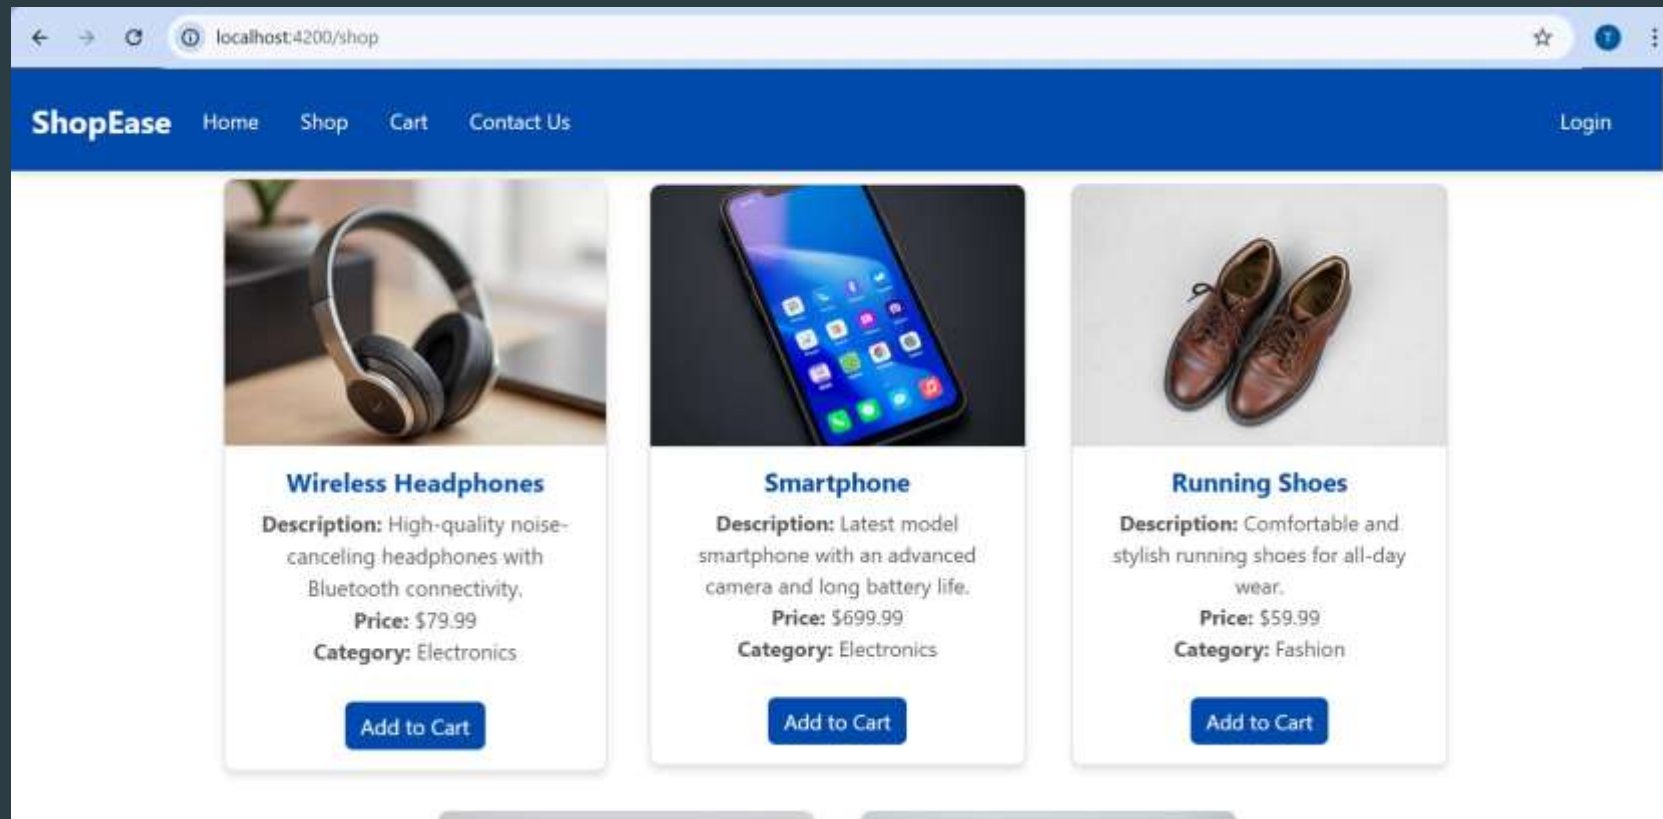 localhost:4200/shop
ShopEase Home Shop Cart Contact Us Login
Wireless Headphones
Description: High-quality noise-
canceling headphones with
Bluetooth connectivity.
Price: $79.99
Category: Electronics
Add to Cart
Smartphone
Description: Latest model
smartphone with an advanced
camera and long battery life.
Price: $699.99
Category: Electronics
Add to Cart
Running Shoes
Description: Comfortable and
stylish running shoes for all-day
wear.
Price: $59.99
Category: Fashion
Add to Cart